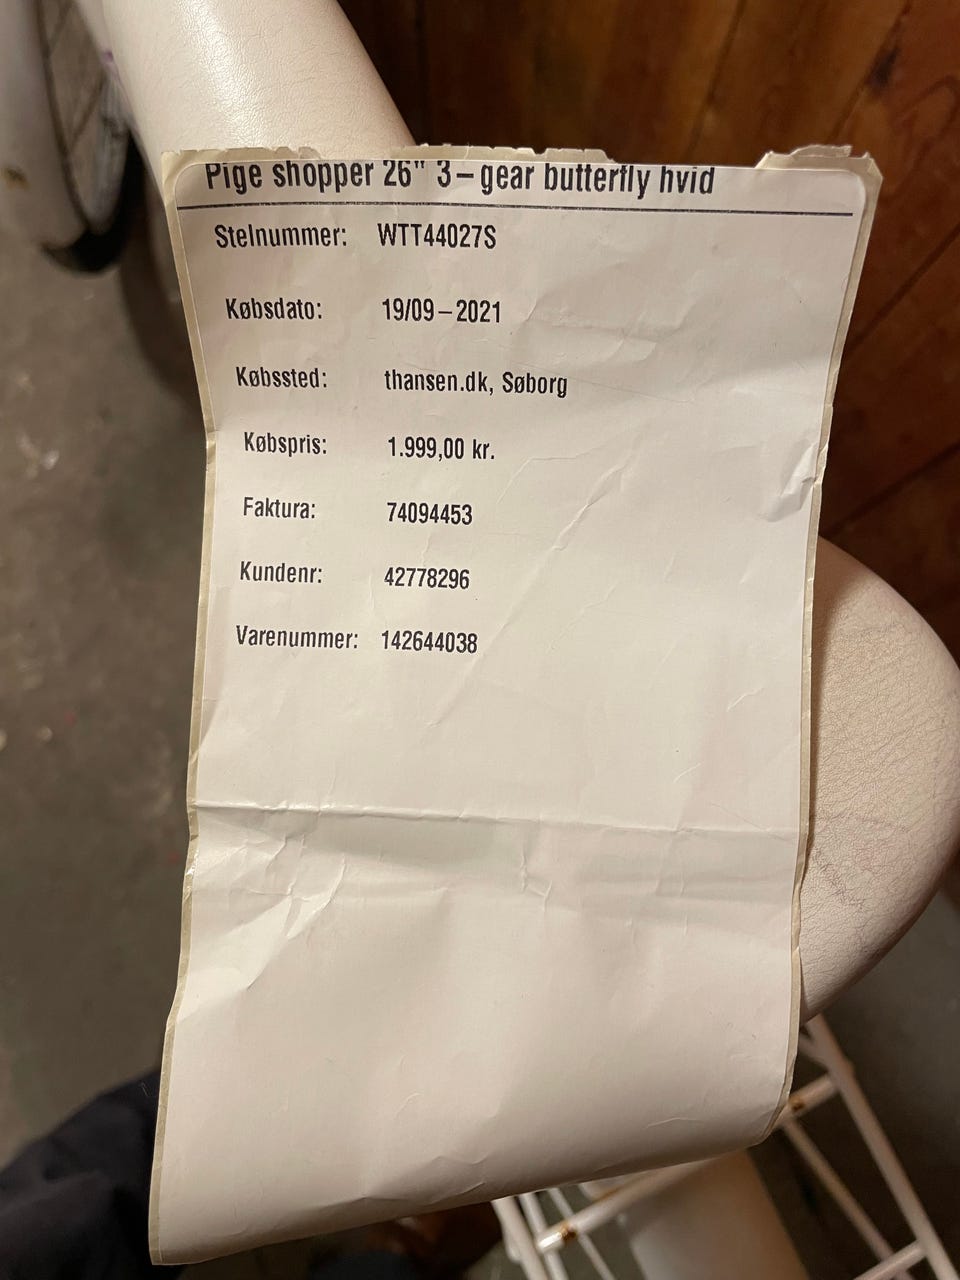 Pige shopper 26" 3-gear butterfly hvid
Stelnummer: WTT44027S
Købsdato: 19/09-2021
Købssted: thansen.dk, Søborg
Købspris: 1.999,00 kr.
Faktura: 74094453
Kundenr: 42778296
Varenummer: 142644038